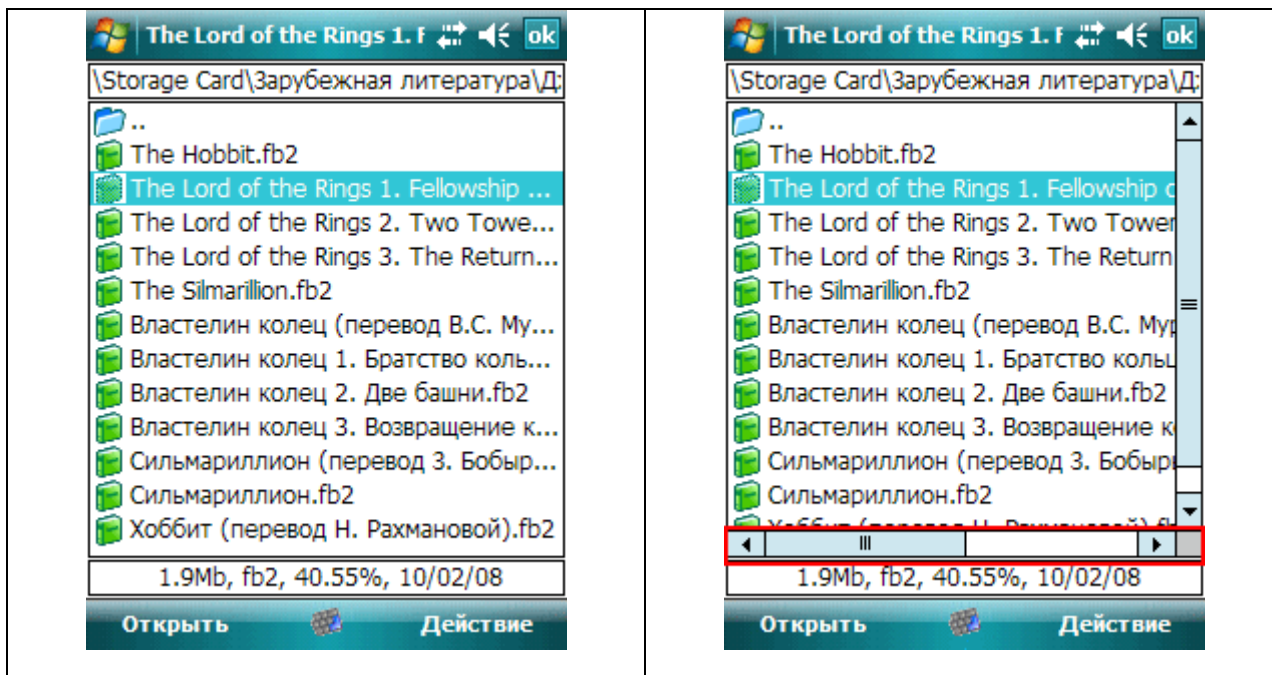 The Lord of the Rings 1. F
ok
\Storage Card\Зарубежная литература\Д
..
The Hobbit.fb2
The Lord of the Rings 1. Fellowship ...
The Lord of the Rings 2. Two Towe...
The Lord of the Rings 3. The Return...
The Silmarillion.fb2
Властелин колец (перевод В.С. Му...
Властелин колец 1. Братство коль...
Властелин колец 2. Две башни.fb2
Властелин колец 3. Возвращение к...
Сильмариллион (перевод З. Бобыр...
Сильмариллион.fb2
Хоббит (перевод Н. Рахмановой).fb2
1.9Mb, fb2, 40.55%, 10/02/08
Открыть Действие
The Lord of the Rings 1. F
ok
\Storage Card\Зарубежная литература\Д
..
The Hobbit.fb2
The Lord of the Rings 1. Fellowship o
The Lord of the Rings 2. Two Tower
The Lord of the Rings 3. The Return
The Silmarillion.fb2
Властелин колец (перевод В.С. Мур
Властелин колец 1. Братство кольц
Властелин колец 2. Две башни.fb2
Властелин колец 3. Возвращение к
Сильмариллион (перевод З. Бобыр
Сильмариллион.fb2
Хоббит (перевод Н. Рахмановой).fb
1.9Mb, fb2, 40.55%, 10/02/08
Открыть Действие